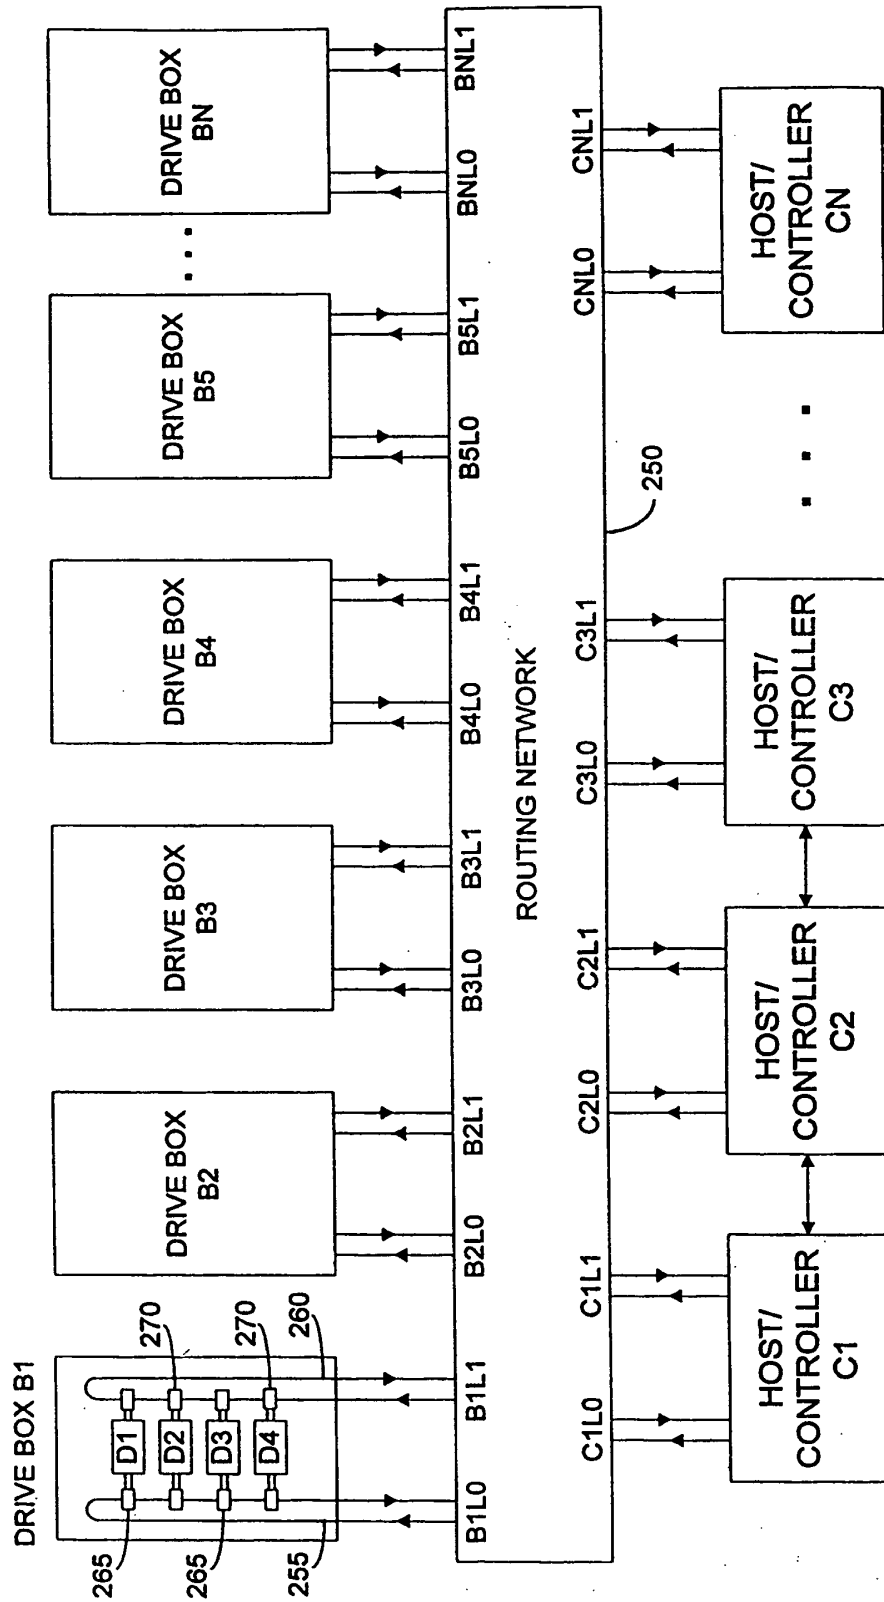 DRIVE BOX B1
D1
D2
D3
D4
265
265
255
270
270
260
DRIVE BOX
B2
DRIVE BOX
B3
DRIVE BOX
B4
DRIVE BOX
B5
. . .
DRIVE BOX
BN
B1L0
B1L1
B2L0
B2L1
B3L0
B3L1
B4L0
B4L1
B5L0
B5L1
BNL0
BNL1
ROUTING NETWORK
250
C1L0
C1L1
C2L0
C2L1
C3L0
C3L1
CNL0
CNL1
HOST/
CONTROLLER
C1
HOST/
CONTROLLER
C2
HOST/
CONTROLLER
C3
. . .
HOST/
CONTROLLER
CN